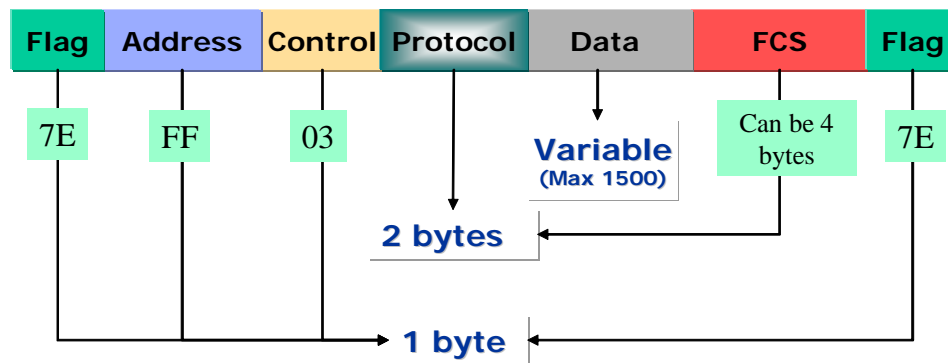 Flag Address Control Protocol Data FCS Flag
7E FF 03 Can be 4 7E
bytes
Variable
(Max 1500)
2 bytes
1 byte